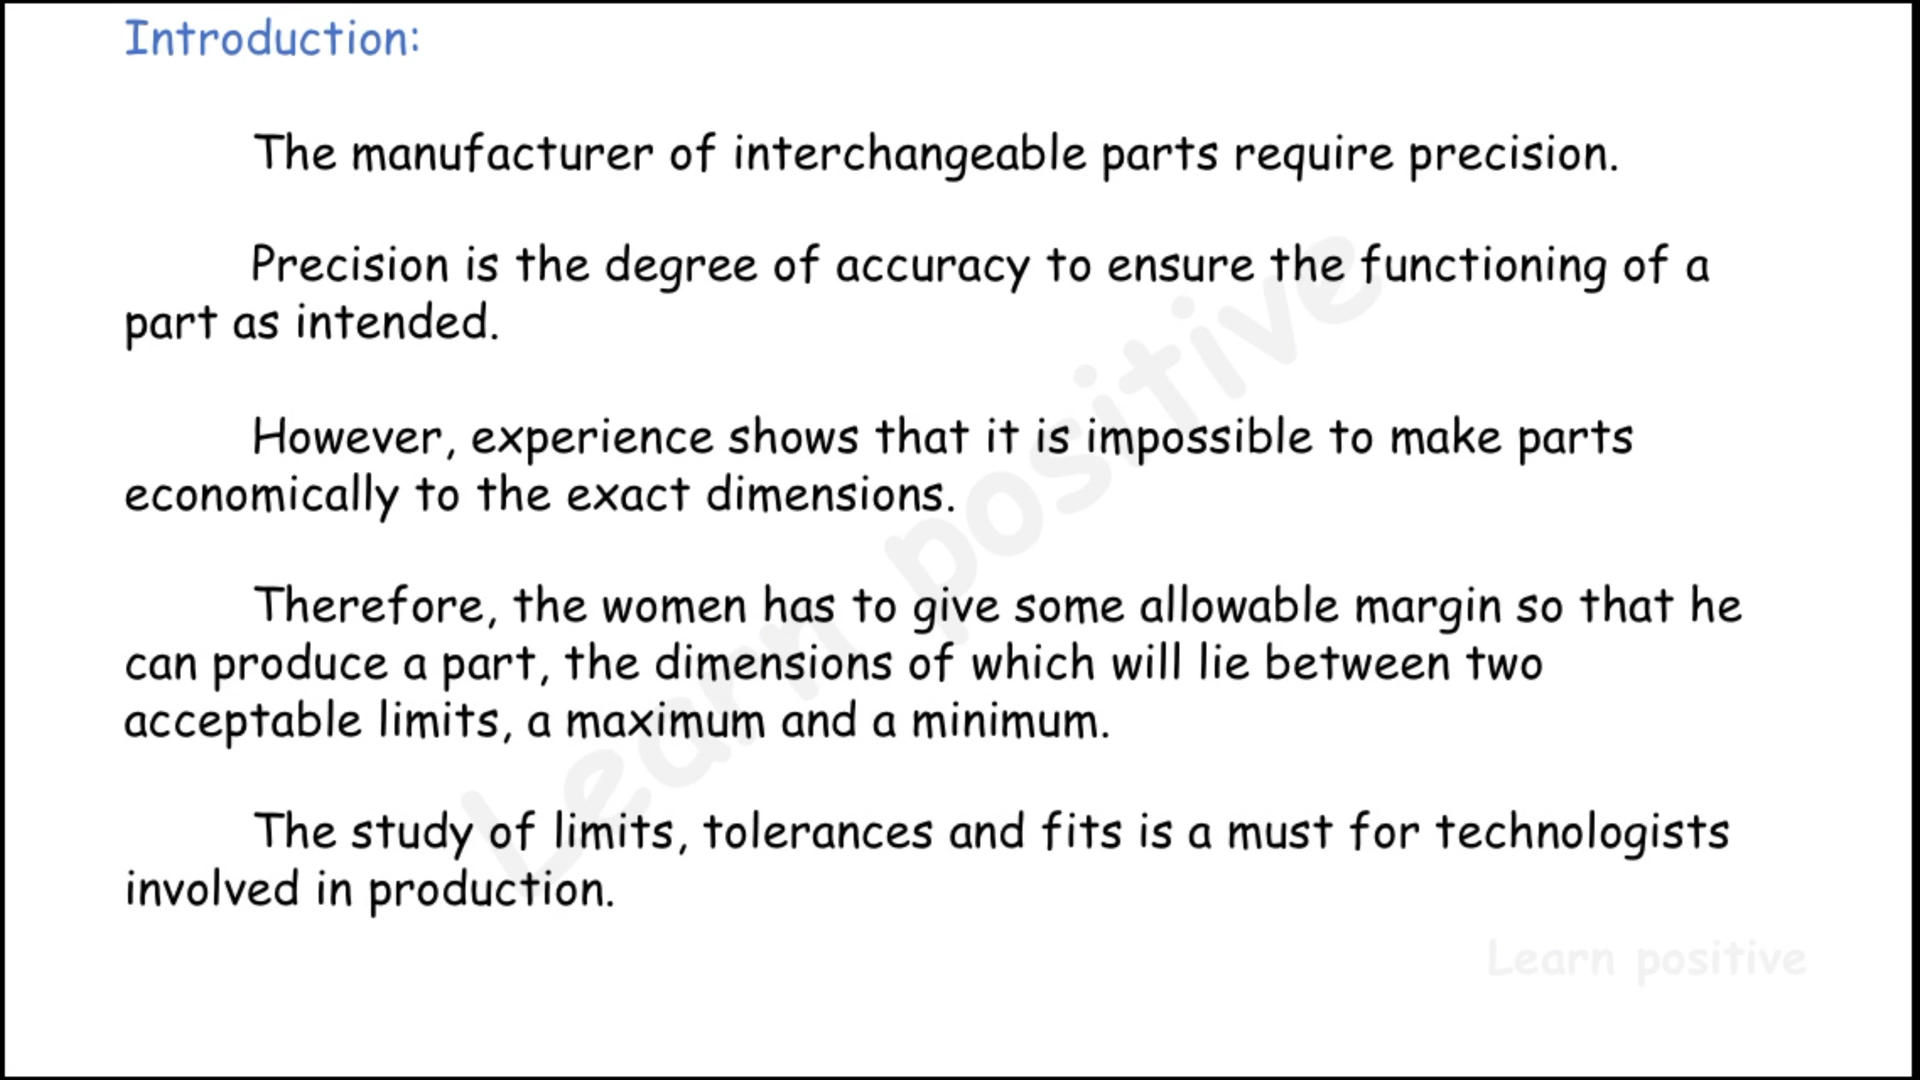 Introduction:
The manufacturer of interchangeable parts require precision.
Precision is the degree of accuracy to ensure the functioning of a
part as intended.
However, experience shows that it is impossible to make parts
economically to the exact dimensions.
Therefore, the women has to give some allowable margin so that he
can produce a part, the dimensions of which will lie between two
acceptable limits, a maximum and a minimum.
The study of limits, tolerances and fits is a must for technologists
involved in production.
Learn positive
Learn positive